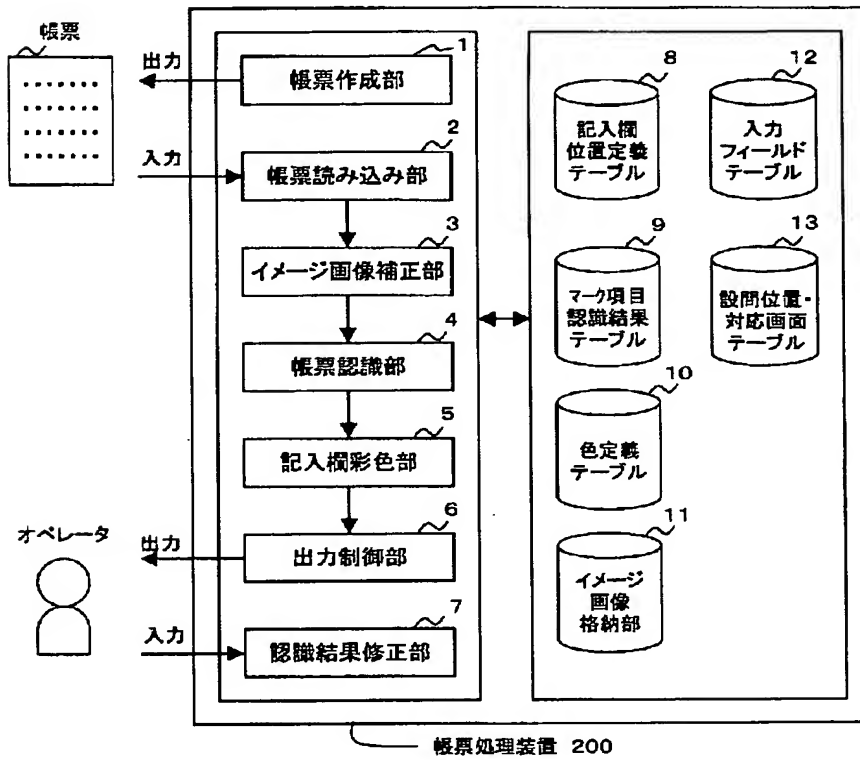 帳票
出力
1
帳票作成部
2
入力
帳票読み込み部
3
イメージ画像補正部
4
帳票認識部
5
記入欄彩色部
オペレータ
6
出力
出力制御部
7
入力
認識結果修正部
8
記入欄
位置定義
テーブル
12
入力
フィールド
テーブル
9
マーク項目
認識結果
テーブル
13
設問位置・
対応画面
テーブル
10
色定義
テーブル
11
イメージ
画像
格納部
帳票処理装置 200